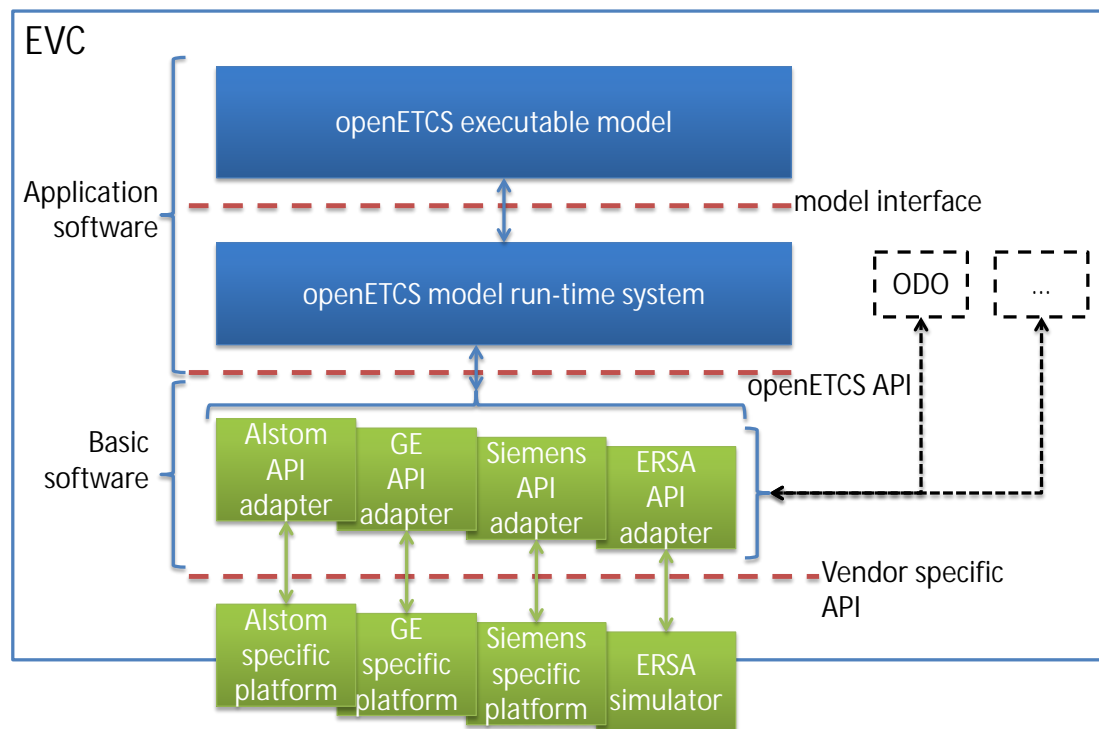 EVC
openETCS executable model
Application
software
model interface
openETCS model run-time system
ODO
...
openETCS API
Basic
software
Alstom
API
adapter
GE
API
adapter
Siemens
API
adapter
ERSA
API
adapter
Vendor specific
API
Alstom
specific
platform
GE
specific
platform
Siemens
specific
platform
ERSA
simulator